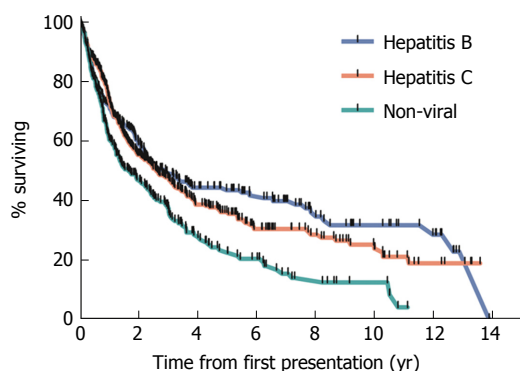 100
80
60
40
20
0
% surviving
Hepatitis B
Hepatitis C
Non-viral
0 2 4 6 8 10 12 14
Time from first presentation (yr)